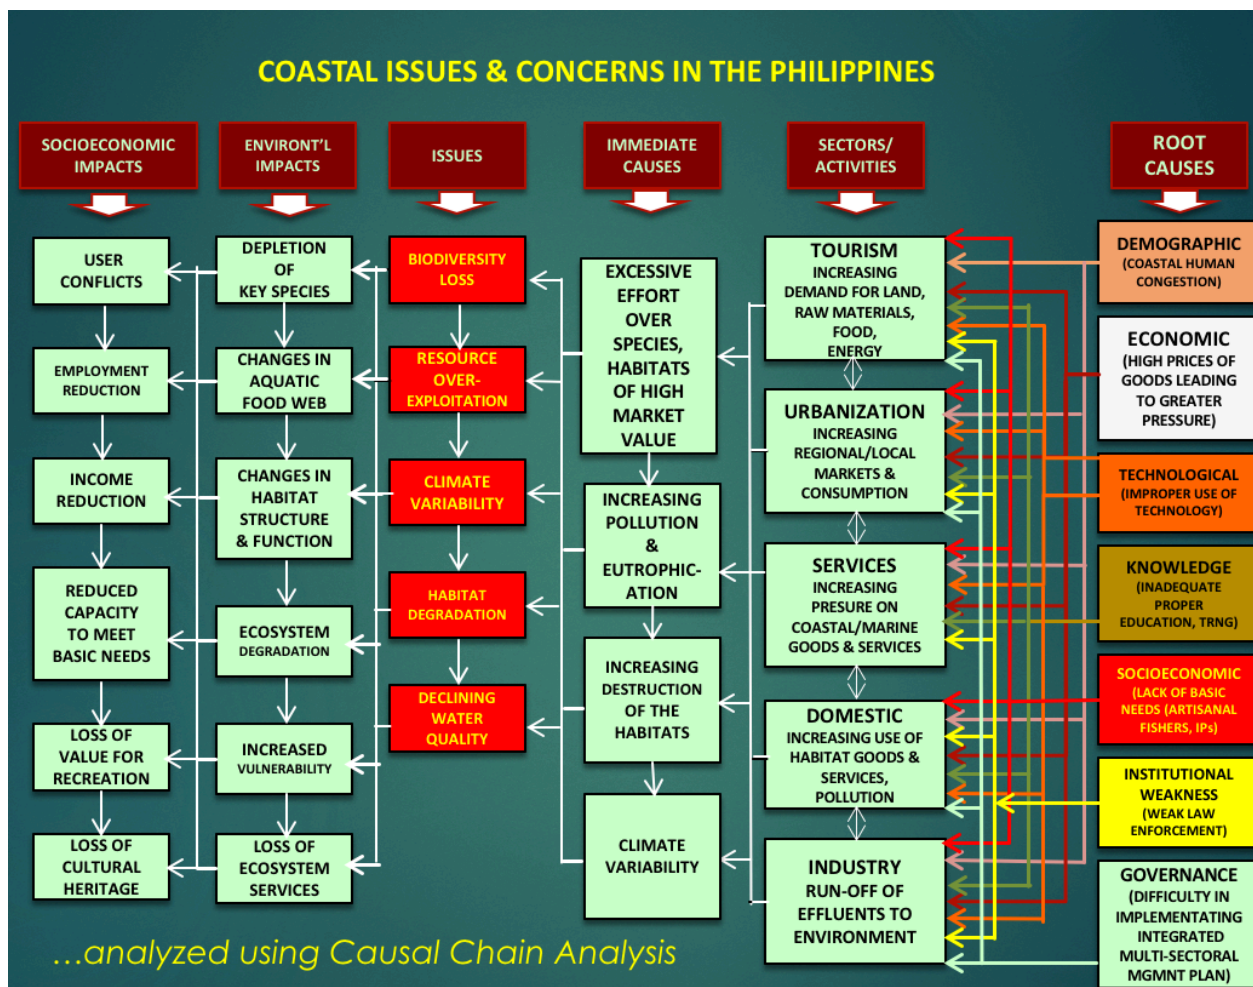 COASTAL ISSUES & CONCERNS IN THE PHILIPPINES
SOCIOECONOMIC
IMPACTS
ENVIRONT'L
IMPACTS
ISSUES
IMMEDIATE
CAUSES
SECTORS/
ACTIVITIES
ROOT
CAUSES
USER
CONFLICTS
EMPLOYMENT
REDUCTION
INCOME
REDUCTION
REDUCED
CAPACITY
TO MEET
BASIC NEEDS
LOSS OF
VALUE FOR
RECREATION
LOSS OF
CULTURAL
HERITAGE
DEPLETION
OF
KEY SPECIES
CHANGES IN
AQUATIC
FOOD WEB
CHANGES IN
HABITAT
STRUCTURE
& FUNCTION
ECOSYSTEM
DEGRADATION
INCREASED
VULNERABILITY
LOSS OF
ECOSYSTEM
SERVICES
BIODIVERSITY
LOSS
RESOURCE
OVER-
EXPLOITATION
CLIMATE
VARIABILITY
HABITAT
DEGRADATION
DECLINING
WATER
QUALITY
EXCESSIVE
EFFORT
OVER
SPECIES,
HABITATS
OF HIGH
MARKET
VALUE
INCREASING
POLLUTION
&
EUTROPHIC-
ATION
INCREASING
DESTRUCTION
OF THE
HABITATS
CLIMATE
VARIABILITY
TOURISM
INCREASING
DEMAND FOR LAND,
RAW MATERIALS,
FOOD,
ENERGY
URBANIZATION
INCREASING
REGIONAL/LOCAL
MARKETS &
CONSUMPTION
SERVICES
INCREASING
PRESURE ON
COASTAL/MARINE
GOODS & SERVICES
DOMESTIC
INCREASING USE OF
HABITAT GOODS &
SERVICES,
POLLUTION
INDUSTRY
RUN-OFF OF
EFFLUENTS TO
ENVIRONMENT
DEMOGRAPHIC
(COASTAL HUMAN
CONGESTION)
ECONOMIC
(HIGH PRICES OF
GOODS LEADING
TO GREATER
PRESSURE)
TECHNOLOGICAL
(IMPROPER USE OF
TECHNOLOGY)
KNOWLEDGE
(INADEQUATE
PROPER
EDUCATION, TRNG)
SOCIOECONOMIC
(LACK OF BASIC
NEEDS (ARTISANAL
FISHERS, IPs)
INSTITUTIONAL
WEAKNESS
(WEAK LAW
ENFORCEMENT)
GOVERNANCE
(DIFFICULTY IN
IMPLEMENTATING
INTEGRATED
MULTI-SECTORAL
MGMNT PLAN)
...analyzed using Causal Chain Analysis